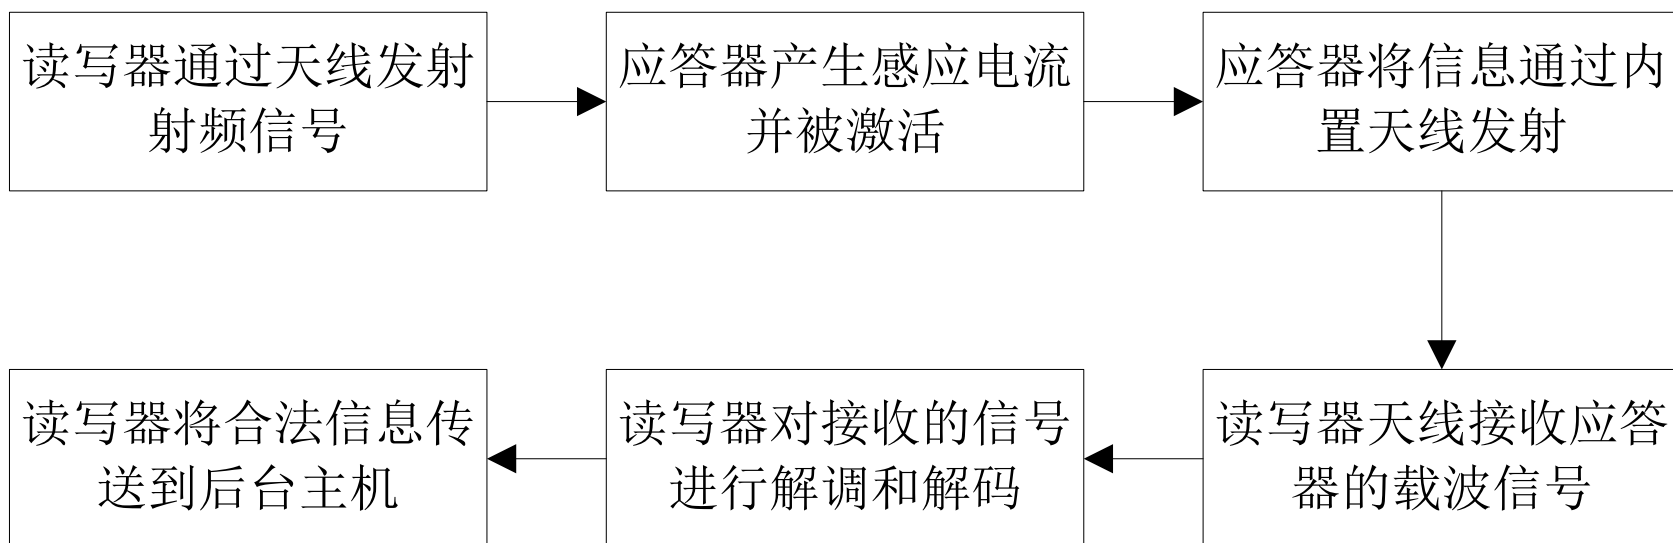 读写器通过天线发射
射频信号
应答器产生感应电流
并被激活
应答器将信息通过内
置天线发射
读写器将合法信息传
送到后台主机
读写器对接收的信号
进行解调和解码
读写器天线接收应答
器的载波信号